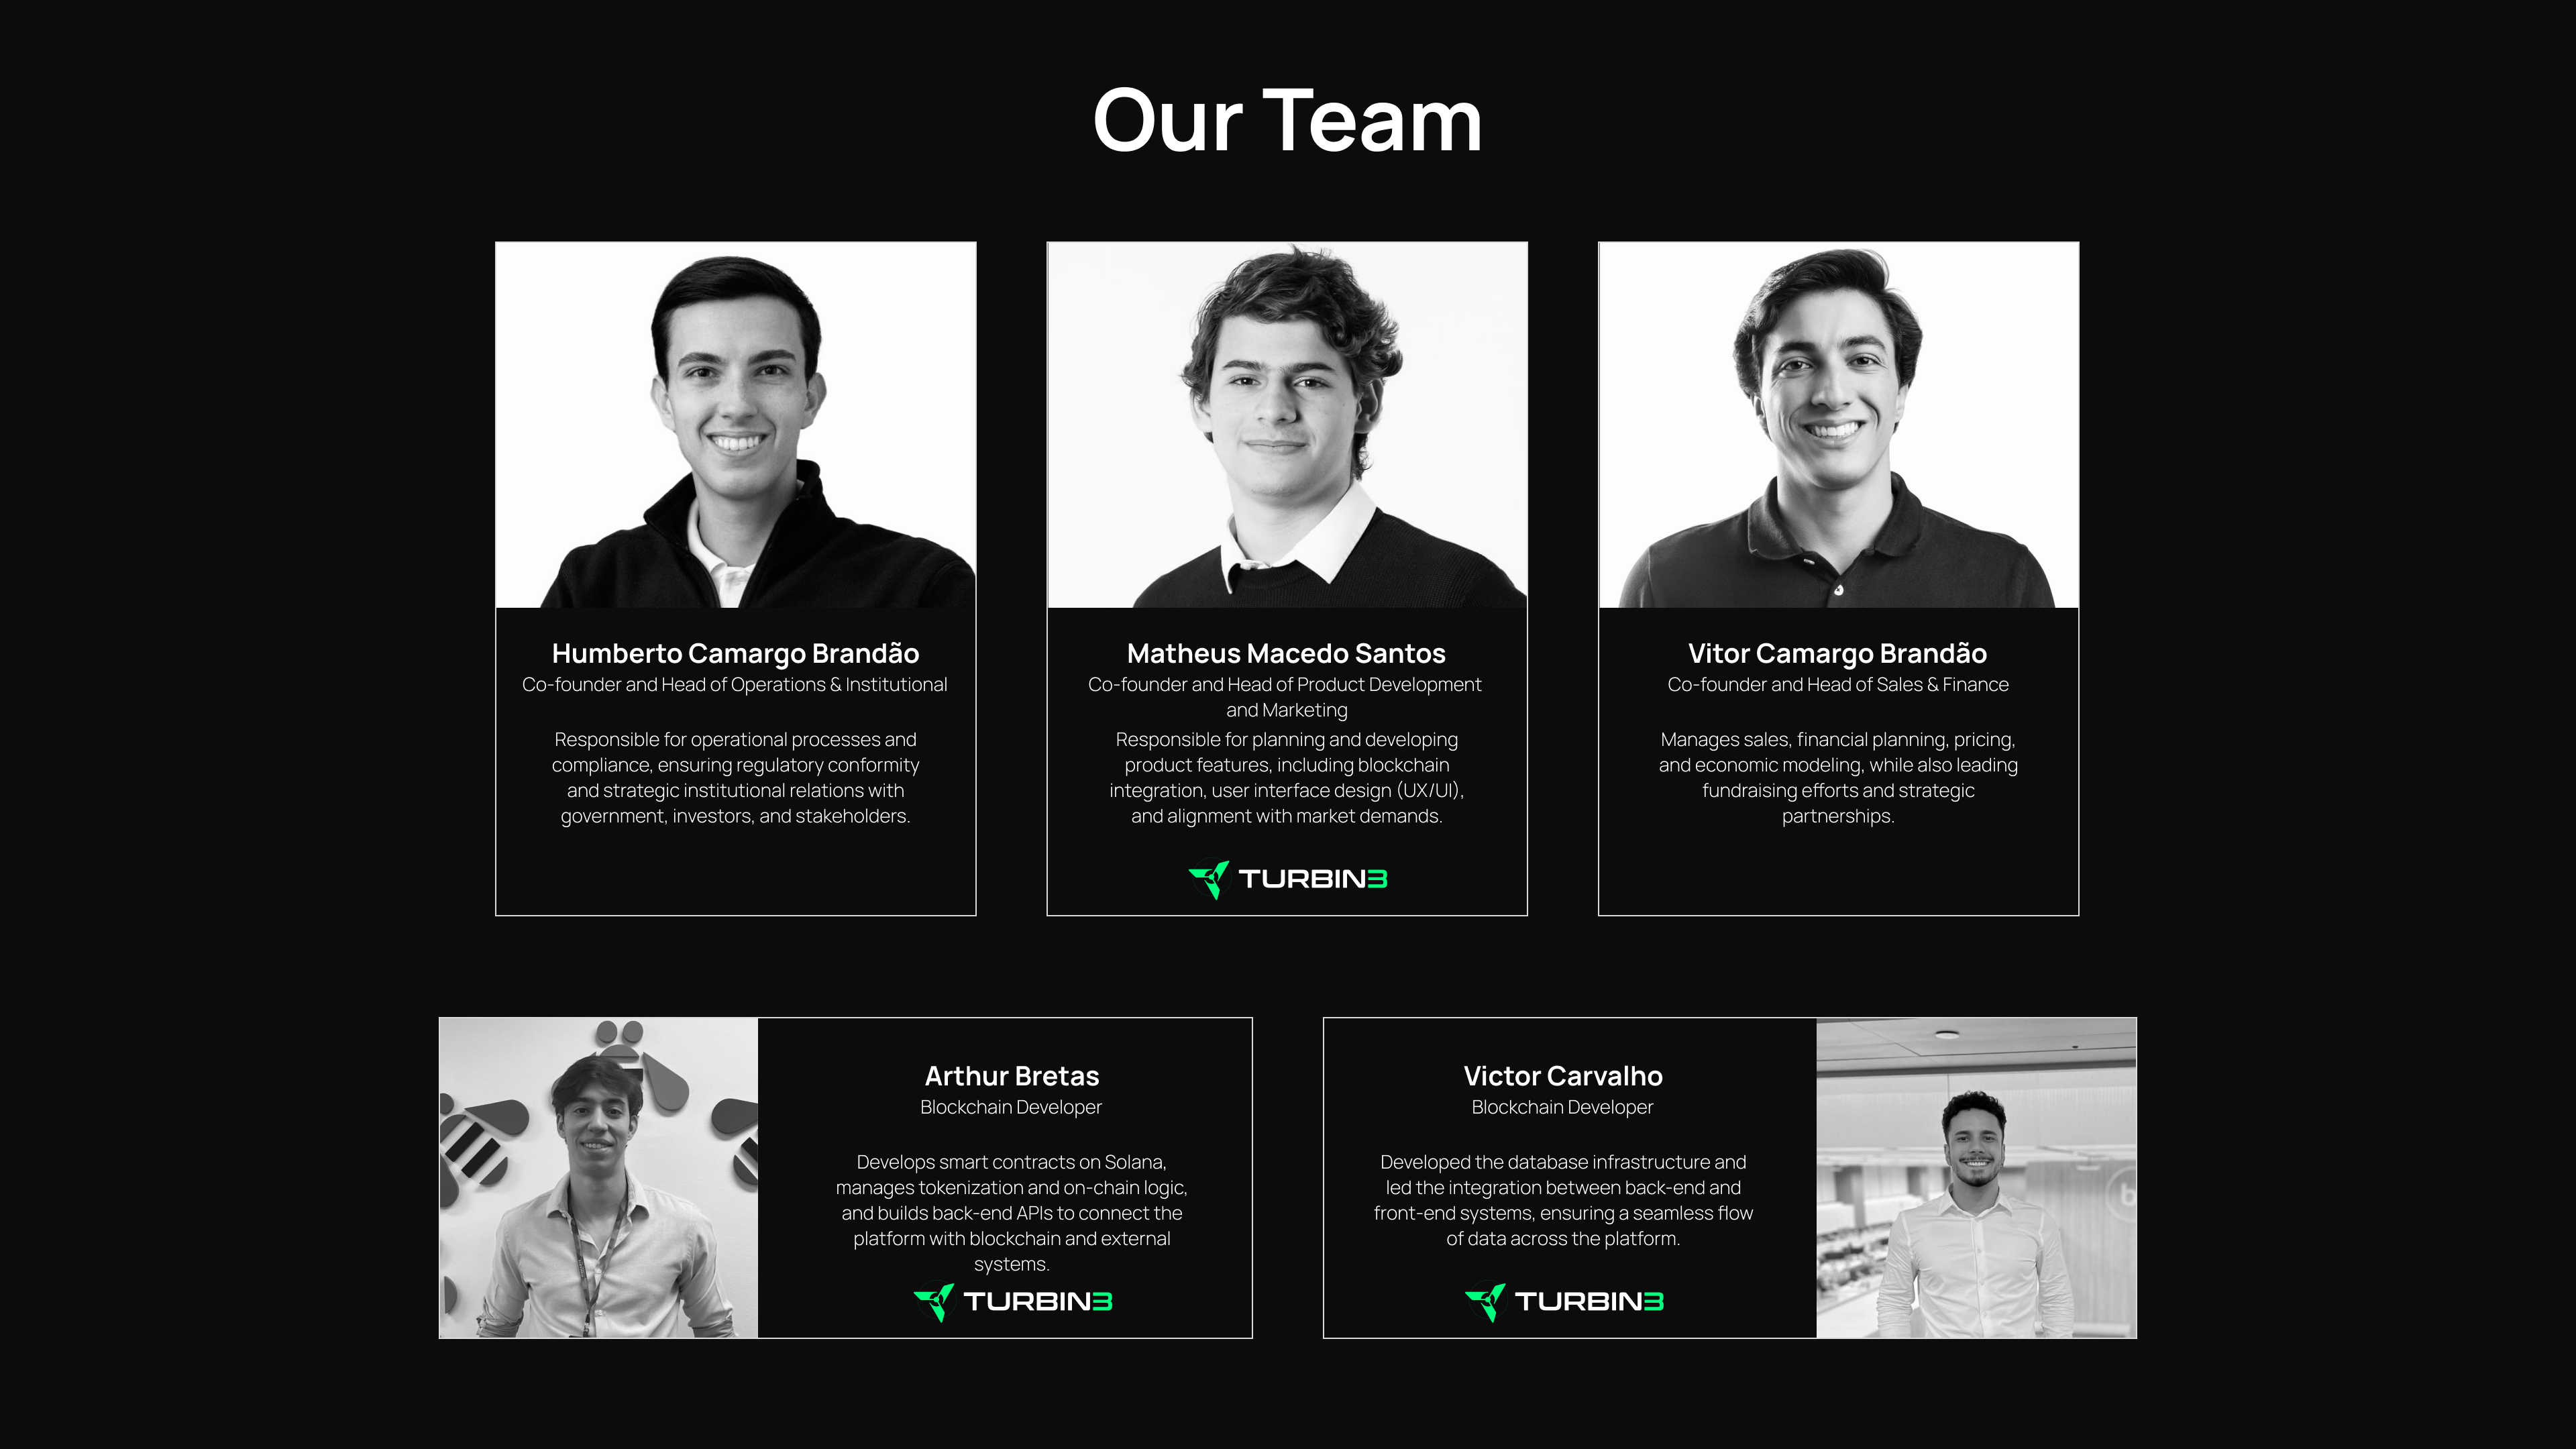 Our Team
Humberto Camargo Brandão
Co-founder and Head of Operations & Institutional
Responsible for operational processes and
compliance, ensuring regulatory conformity
and strategic institutional relations with
government, investors, and stakeholders.
Matheus Macedo Santos
Co-founder and Head of Product Development
and Marketing
Responsible for planning and developing
product features, including blockchain
integration, user interface design (UX/UI),
and alignment with market demands.
TURBIN3
Vitor Camargo Brandão
Co-founder and Head of Sales & Finance
Manages sales, financial planning, pricing,
and economic modeling, while also leading
fundraising efforts and strategic
partnerships.
Arthur Bretas
Blockchain Developer
Develops smart contracts on Solana,
manages tokenization and on-chain logic,
and builds back-end APIs to connect the
platform with blockchain and external
systems.
TURBIN3
Victor Carvalho
Blockchain Developer
Developed the database infrastructure and
led the integration between back-end and
front-end systems, ensuring a seamless flow
of data across the platform.
TURBIN3